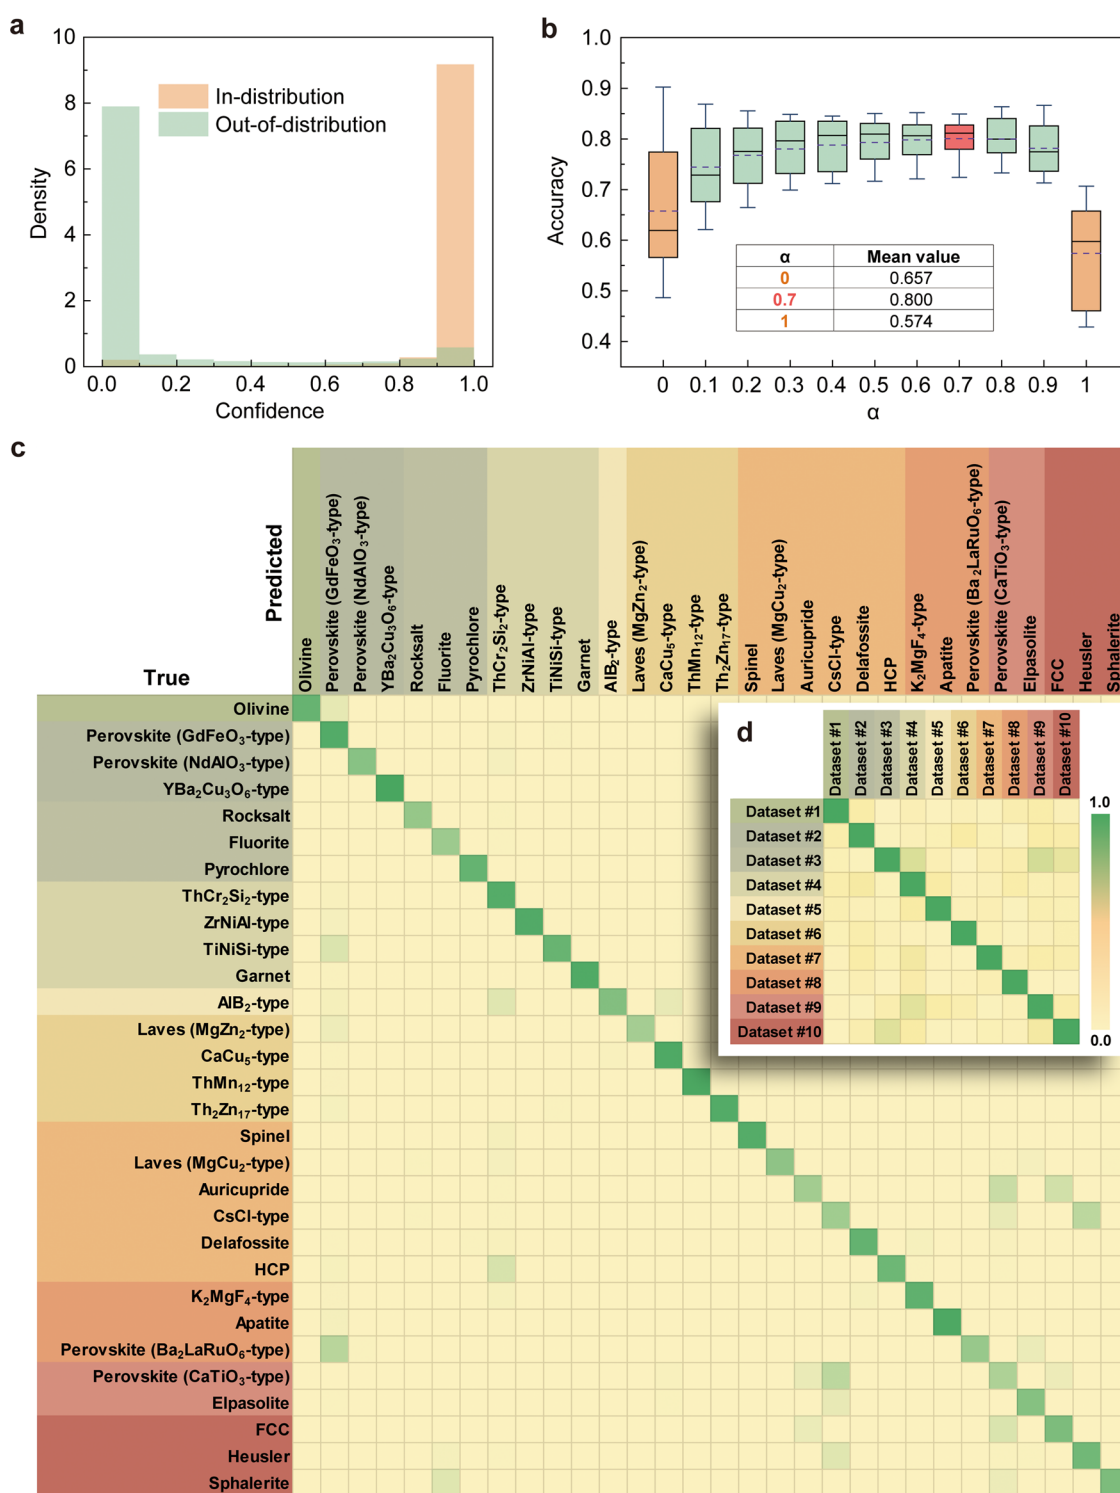 a
10
8
6
4
2
0
Density
In-distribution
Out-of-distribution
0.0 0.2 0.4 0.6 0.8 1.0
Confidence
b
1.0
0.9
0.8
0.7
0.6
0.5
0.4
Accuracy
α Mean value
0 0.657
0.7 0.800
1 0.574
0 0.1 0.2 0.3 0.4 0.5 0.6 0.7 0.8 0.9 1
α
c
Predicted
True
Olivine
Perovskite (GdFeO₃-type)
Perovskite (NdAlO₃-type)
YBa₂Cu₃O₆-type
Rocksalt
Fluorite
Pyrochlore
ThCr₂Si₂-type
ZrNiAl-type
TiNiSi-type
Garnet
AlB₂-type
Laves (MgZn₂-type)
CaCu₅-type
ThMn₁₂-type
Th₂Zn₁₇-type
Spinel
Laves (MgCu₂-type)
Auricupride
CsCl-type
Delafossite
HCP
K₂MgF₄-type
Apatite
Perovskite (Ba₂LaRuO₆-type)
Perovskite (CaTiO₃-type)
Elpasolite
FCC
Heusler
Sphalerite
Olivine
Perovskite (GdFeO₃-type)
Perovskite (NdAlO₃-type)
YBa₂Cu₃O₆-type
Rocksalt
Fluorite
Pyrochlore
ThCr₂Si₂-type
ZrNiAl-type
TiNiSi-type
Garnet
AlB₂-type
Laves (MgZn₂-type)
CaCu₅-type
ThMn₁₂-type
Th₂Zn₁₇-type
Spinel
Laves (MgCu₂-type)
Auricupride
CsCl-type
Delafossite
HCP
K₂MgF₄-type
Apatite
Perovskite (Ba₂LaRuO₆-type)
Perovskite (CaTiO₃-type)
Elpasolite
FCC
Heusler
Sphalerite
d
Dataset #1
Dataset #2
Dataset #3
Dataset #4
Dataset #5
Dataset #6
Dataset #7
Dataset #8
Dataset #9
Dataset #10
Dataset #1
Dataset #2
Dataset #3
Dataset #4
Dataset #5
Dataset #6
Dataset #7
Dataset #8
Dataset #9
Dataset #10
1.0
0.0